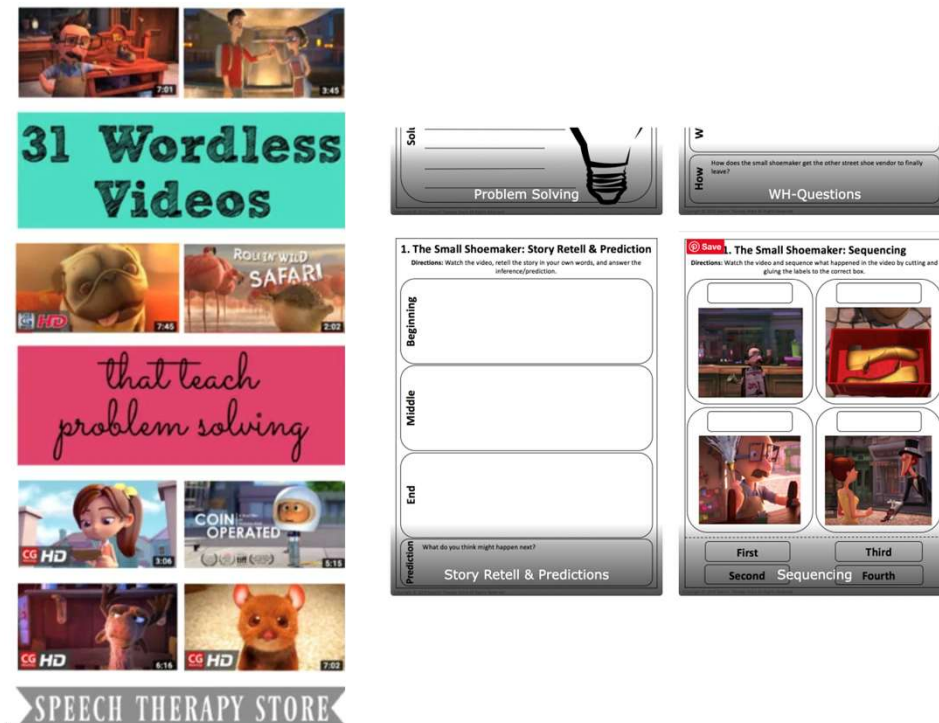 7:01
3:45
31 Wordless
Videos
HD
7:45
ROLLIN' WILD
SAFARI
2:02
that teach
problem solving
CG HD
3:06
COIN
OPERATED
5:15
CG HD
6:16
CG HD
7:02
SPEECH THERAPY STORE
Solu
Problem Solving
W
How
How does the small shoemaker get the other street shoe vendor to finally
leave?
WH-Questions
1. The Small Shoemaker: Story Retell & Prediction
Directions: Watch the video, retell the story in your own words, and answer the
inference/prediction.
Beginning
Middle
End
Prediction
What do you think might happen next?
Story Retell & Predictions
Save
1. The Small Shoemaker: Sequencing
Directions: Watch the video and sequence what happened in the video by cutting and
gluing the labels to the correct box.
First
Third
Second
Fourth
Sequencing